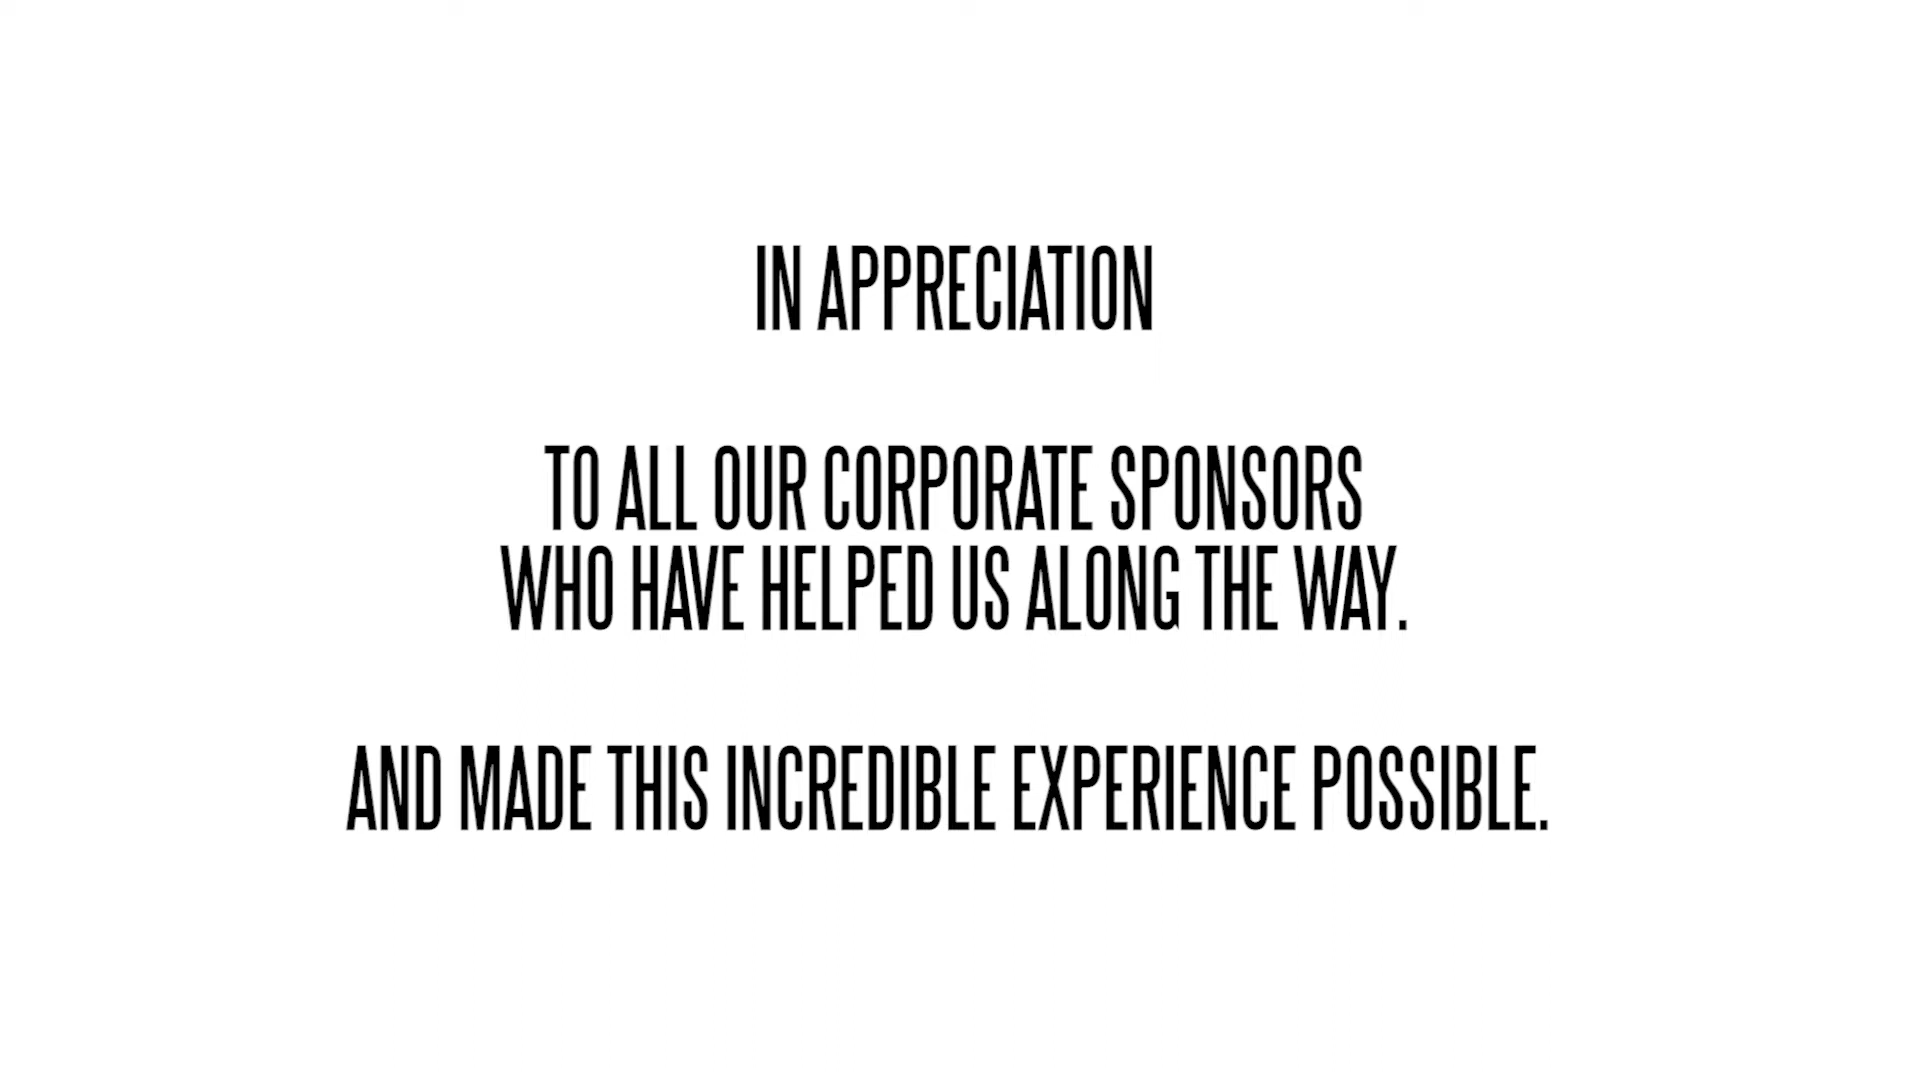 IN APPRECIATION
TO ALL OUR CORPORATE SPONSORS
WHO HAVE HELPED US ALONG THE WAY.
AND MADE THIS INCREDIBLE EXPERIENCE POSSIBLE.